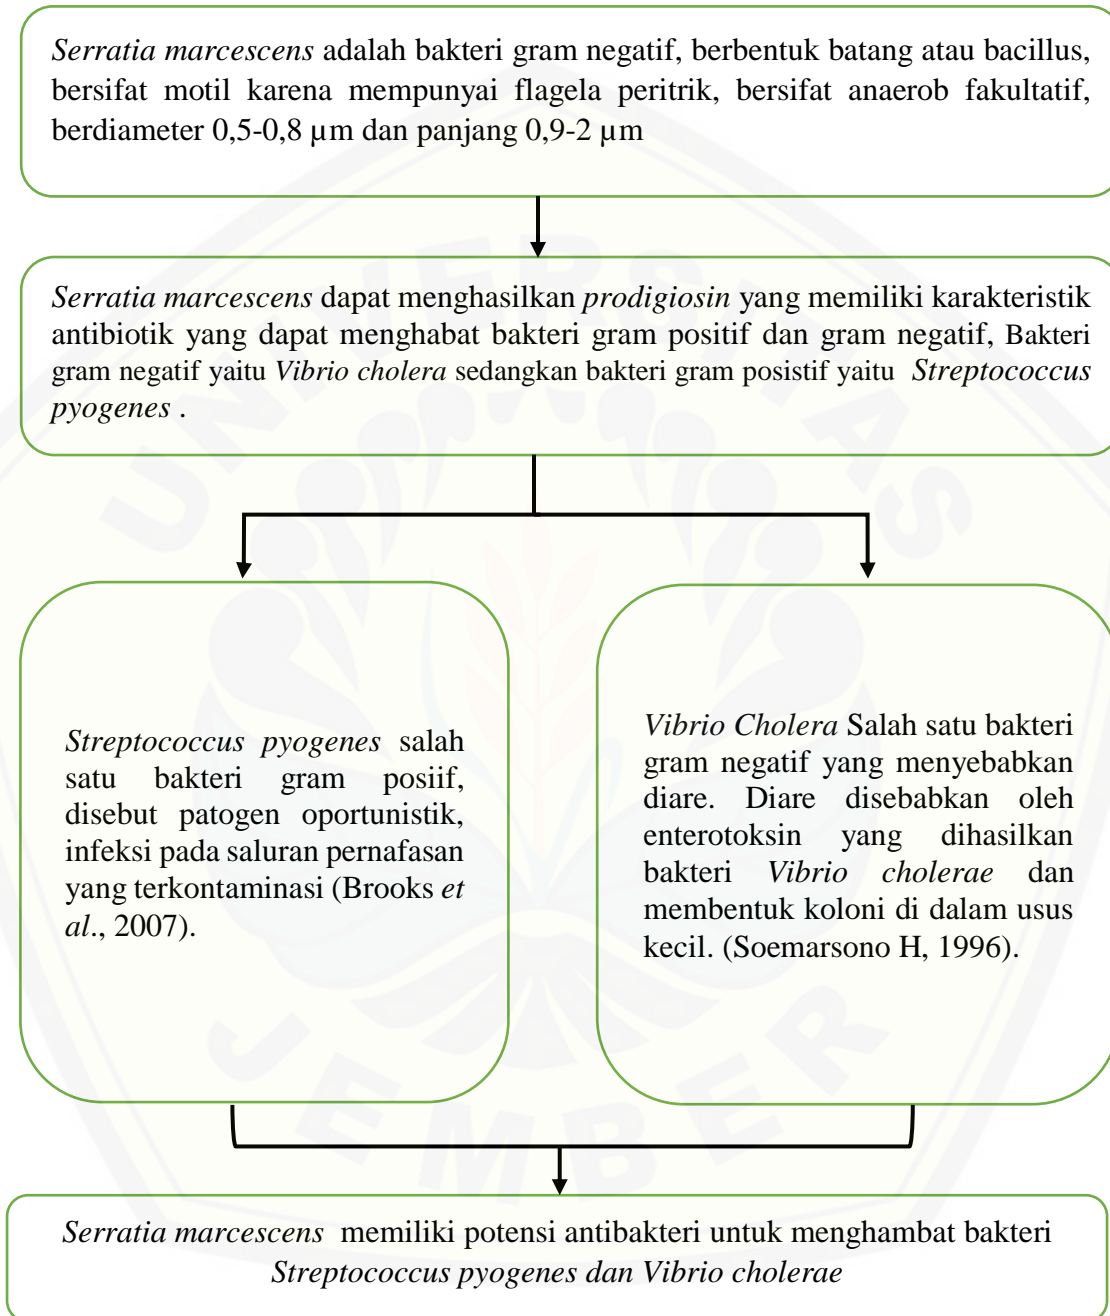 Serratia marcescens adalah bakteri gram negatif, berbentuk batang atau bacillus,
bersifat motil karena mempunyai flagela peritrik, bersifat anaerob fakultatif,
berdiameter 0,5-0,8 µm dan panjang 0,9-2 µm
Serratia marcescens dapat menghasilkan prodigiosin yang memiliki karakteristik
antibiotik yang dapat menghabat bakteri gram positif dan gram negatif, Bakteri
gram negatif yaitu Vibrio cholera sedangkan bakteri gram posistif yaitu Streptococcus
pyogenes .
Streptococcus pyogenes salah
satu bakteri gram posiif,
disebut patogen oportunistik,
infeksi pada saluran pernafasan
yang terkontaminasi (Brooks et
al., 2007).
Vibrio Cholera Salah satu bakteri
gram negatif yang menyebabkan
diare. Diare disebabkan oleh
enterotoksin yang dihasilkan
bakteri Vibrio cholerae dan
membentuk koloni di dalam usus
kecil. (Soemarsono H, 1996).
Serratia marcescens memiliki potensi antibakteri untuk menghambat bakteri
Streptococcus pyogenes dan Vibrio cholerae
UNIVERSITAS
JEMBER